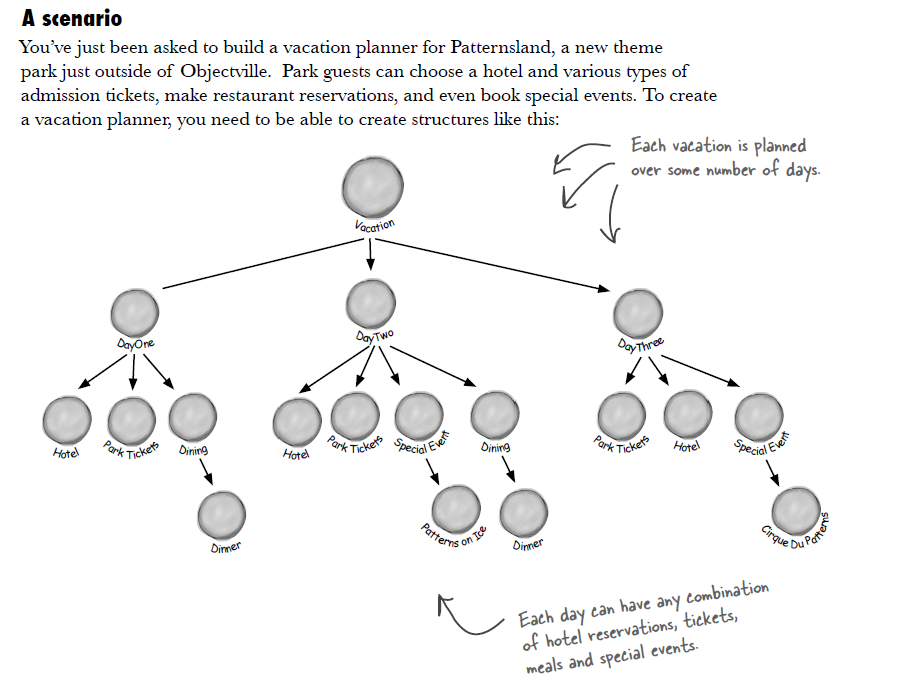 A scenario
You've just been asked to build a vacation planner for Patternsland, a new theme
park just outside of Objectville.  Park guests can choose a hotel and various types of
admission tickets, make restaurant reservations, and even book special events. To create
a vacation planner, you need to be able to create structures like this:
Each vacation is planned
over some number of days.
Vacation
DayOne
DayTwo
DayThree
Hotel
Park Tickets
Dining
Hotel
Park Tickets
Special Event
Dining
Park Tickets
Hotel
Special Event
Dinner
Patterns on Ice
Dinner
Cirque Du Patterns
Each day can have any combination
of hotel reservations, tickets,
meals and special events.